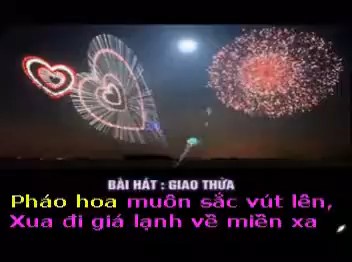 BÀI HÁT : GIAO THỪA
Pháo hoa muôn sắc vút lên,
Xua đi giá lạnh về miền xa